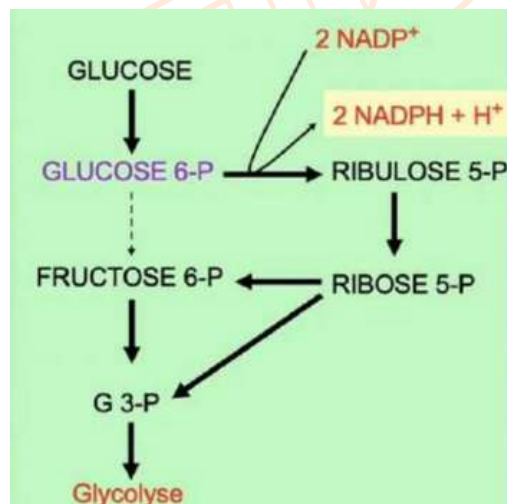 2 NADP⁺
GLUCOSE
2 NADPH + H⁺
GLUCOSE 6-P
RIBULOSE 5-P
FRUCTOSE 6-P
RIBOSE 5-P
G 3-P
Glycolyse